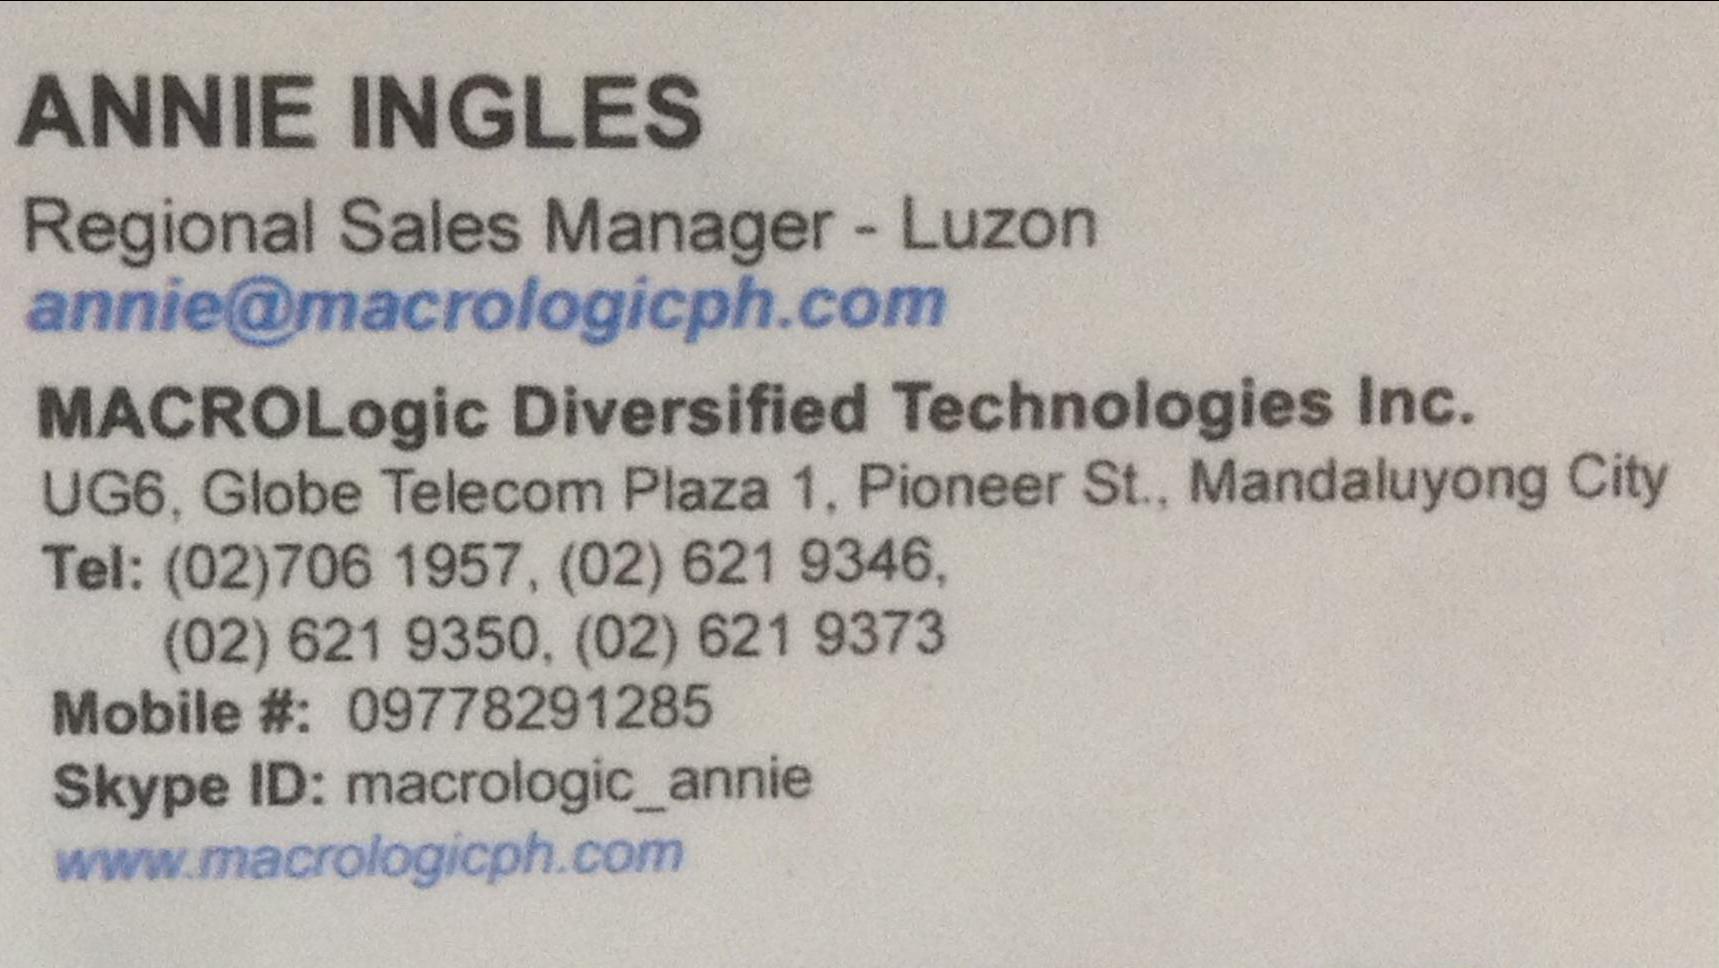 ANNIE INGLES
Regional Sales Manager - Luzon
annie@macrologicph.com
MACROLogic Diversified Technologies Inc.
UG6, Globe Telecom Plaza 1, Pioneer St., Mandaluyong City
Tel: (02)706 1957, (02) 621 9346,
(02) 621 9350, (02) 621 9373
Mobile #: 09778291285
Skype ID: macrologic_annie
www.macrologicph.com